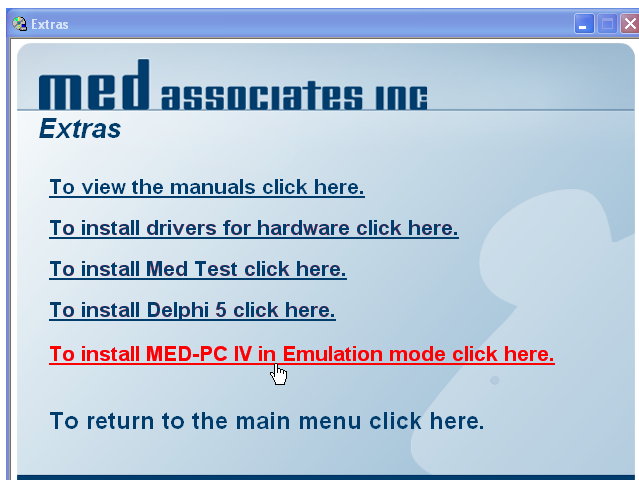 Extras
med associates inc
Extras
To view the manuals click here.
To install drivers for hardware click here.
To install Med Test click here.
To install Delphi 5 click here.
To install MED-PC IV in Emulation mode click here.
To return to the main menu click here.